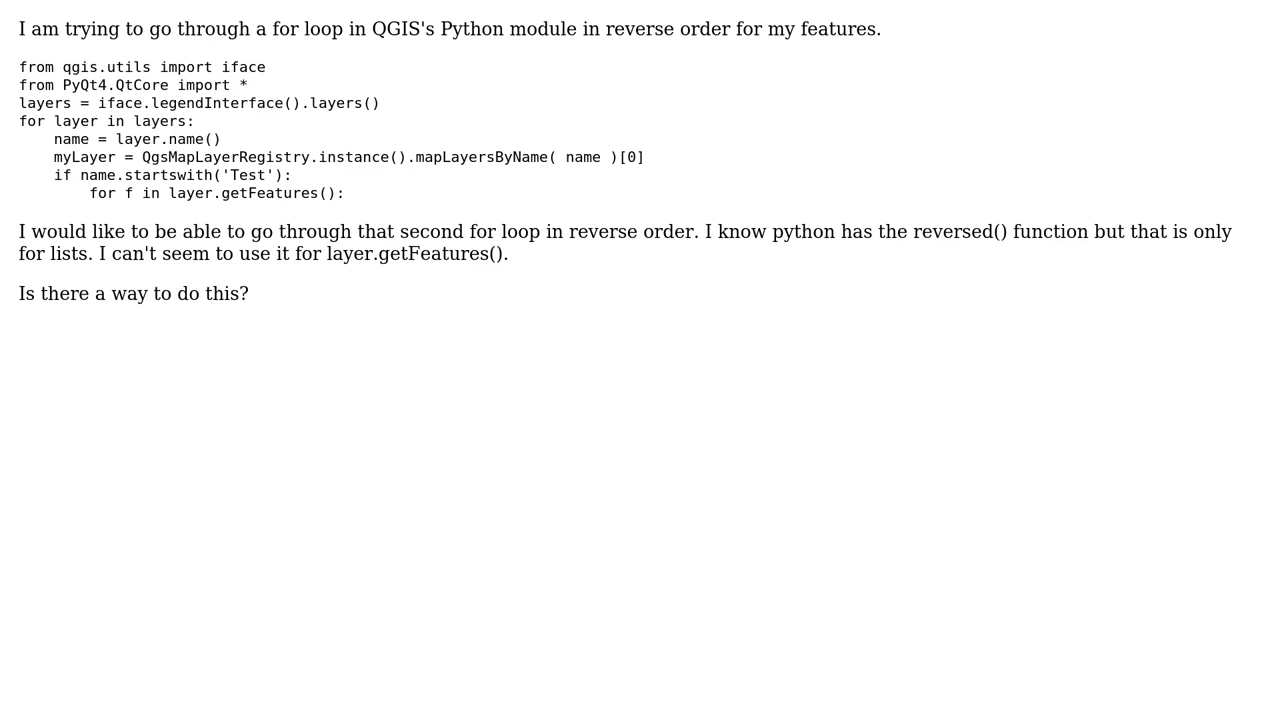 I am trying to go through a for loop in QGIS's Python module in reverse order for my features.
from qgis.utils import iface
from PyQt4.QtCore import *
layers = iface.legendInterface().layers()
for layer in layers:
    name = layer.name()
    myLayer = QgsMapLayerRegistry.instance().mapLayersByName( name )[0]
    if name.startswith('Test'):
        for f in layer.getFeatures():
I would like to be able to go through that second for loop in reverse order. I know python has the reversed() function but that is only
for lists. I can't seem to use it for layer.getFeatures().
Is there a way to do this?